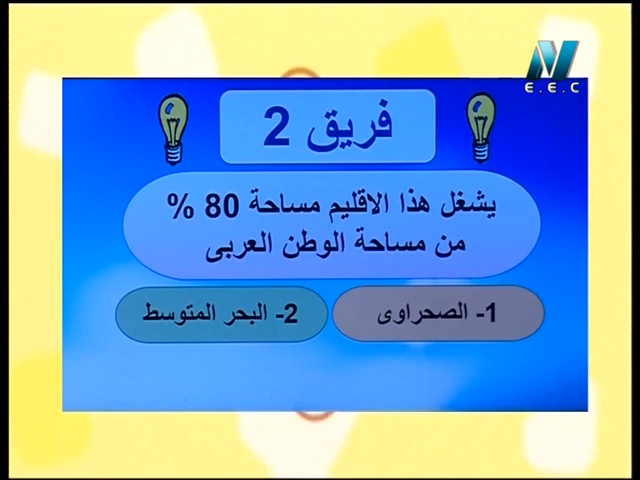 E.E.C
فريق 2
يشغل هذا الاقليم مساحة 80 %
من مساحة الوطن العربى
1- الصحراوى
2- البحر المتوسط